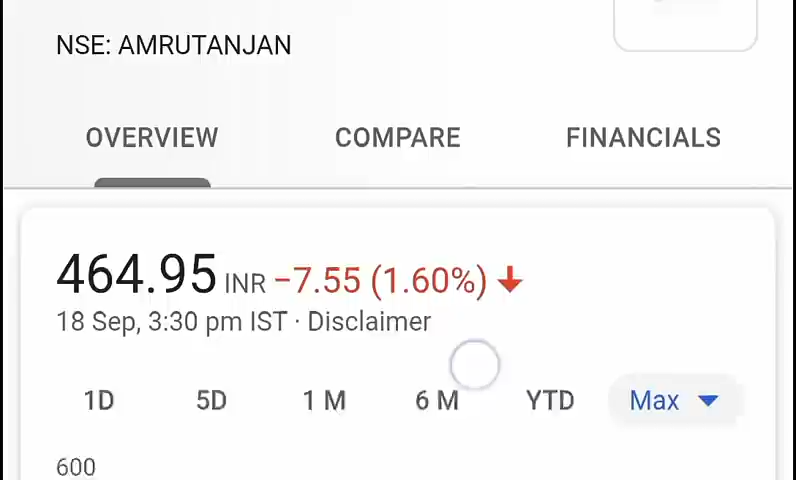 NSE: AMRUTANJAN
OVERVIEW COMPARE FINANCIALS
464.95 INR −7.55 (1.60%) ↓
18 Sep, 3:30 pm IST · Disclaimer
1D 5D 1 M 6 M YTD Max
600